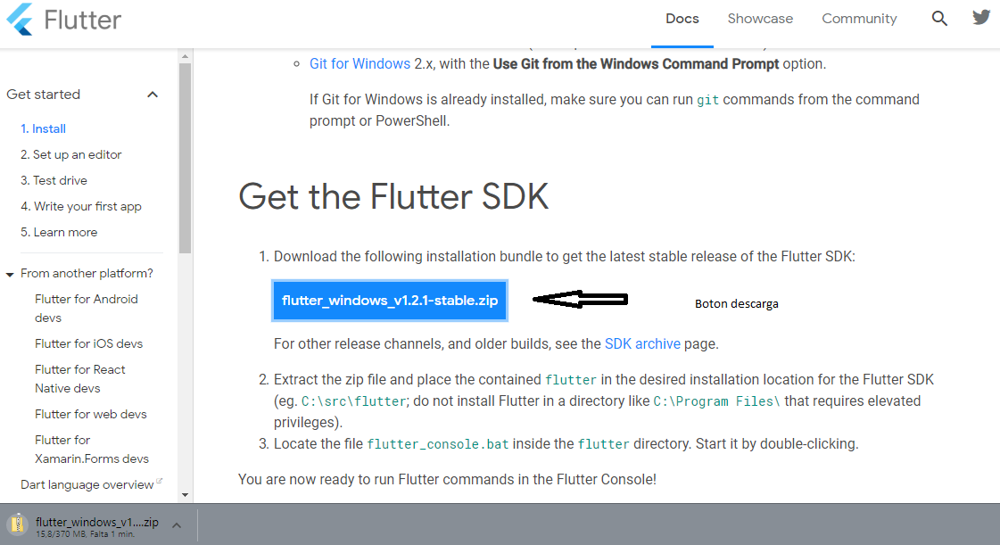 Flutter
Docs
Showcase
Community
Get started
1. Install
2. Set up an editor
3. Test drive
4. Write your first app
5. Learn more
From another platform?
Flutter for Android
devs
Flutter for iOS devs
Flutter for React
Native devs
Flutter for web devs
Flutter for
Xamarin.Forms devs
Dart language overview
Git for Windows 2.x, with the Use Git from the Windows Command Prompt option.
If Git for Windows is already installed, make sure you can run git commands from the command
prompt or PowerShell.
Get the Flutter SDK
1. Download the following installation bundle to get the latest stable release of the Flutter SDK:
flutter_windows_v1.2.1-stable.zip
Boton descarga
For other release channels, and older builds, see the SDK archive page.
2. Extract the zip file and place the contained flutter in the desired installation location for the Flutter SDK
(eg. C:\src\flutter; do not install Flutter in a directory like C:\Program Files\ that requires elevated
privileges).
3. Locate the file flutter_console.bat inside the flutter directory. Start it by double-clicking.
You are now ready to run Flutter commands in the Flutter Console!
flutter_windows_v1....zip
15.8/370 MB, Falta 1 min.